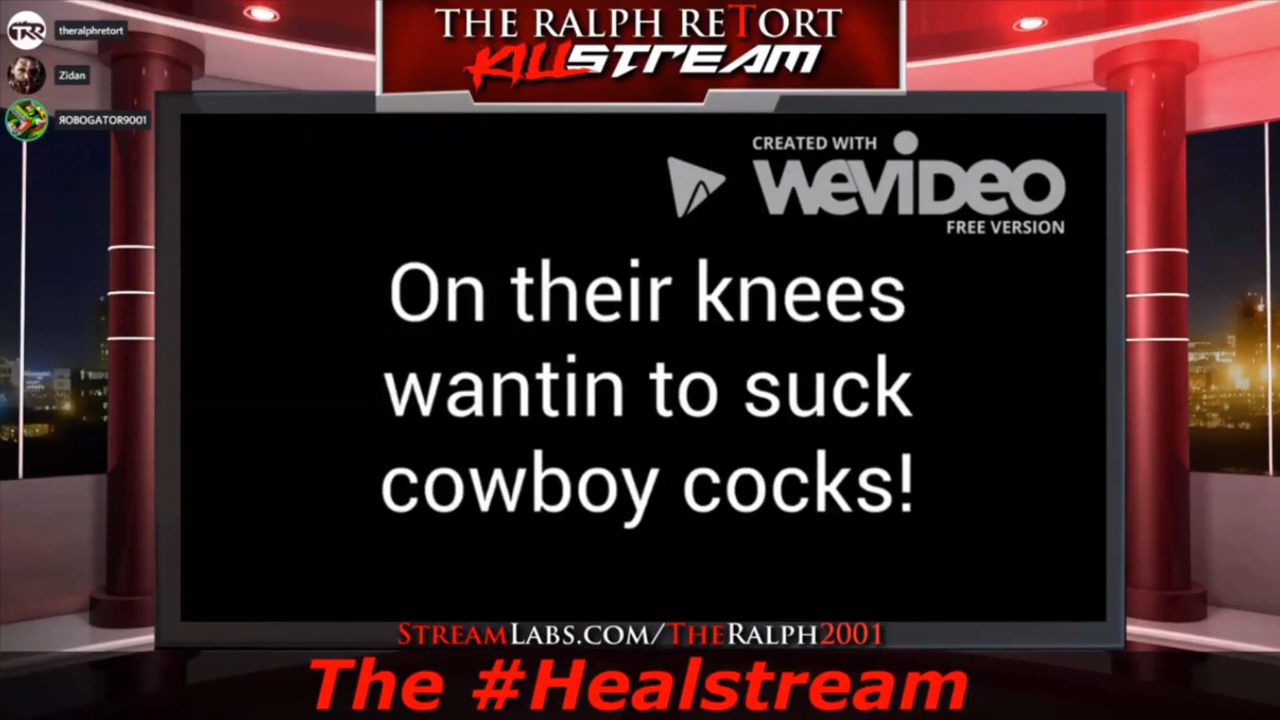 THE RALPH RETORT
KILLSTREAM
TRR
theralphretort
Zidan
ЯOBOGATOR9001
CREATED WITH
WEVIDEO
FREE VERSION
On their knees
wantin to suck
cowboy cocks!
STREAMLABS.COM/THERALPH2001
The #Healstream